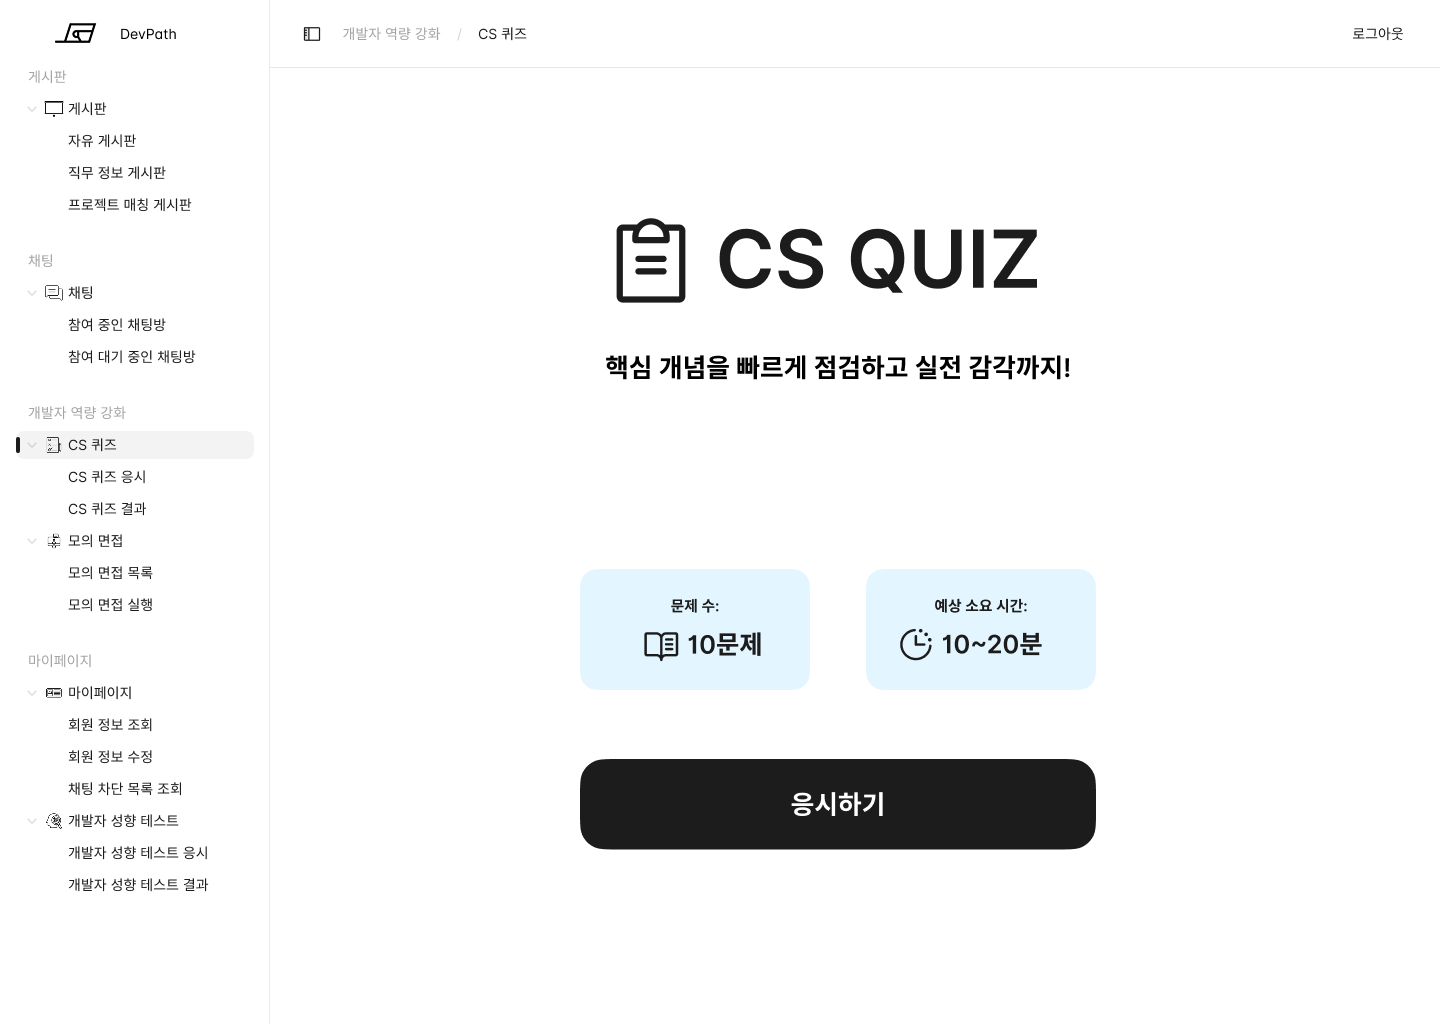 DevPath
게시판
게시판
자유 게시판
직무 정보 게시판
프로젝트 매칭 게시판
채팅
채팅
참여 중인 채팅방
참여 대기 중인 채팅방
개발자 역량 강화
CS 퀴즈
CS 퀴즈 응시
CS 퀴즈 결과
모의 면접
모의 면접 목록
모의 면접 실행
마이페이지
마이페이지
회원 정보 조회
회원 정보 수정
채팅 차단 목록 조회
개발자 성향 테스트
개발자 성향 테스트 응시
개발자 성향 테스트 결과
개발자 역량 강화 / CS 퀴즈
로그아웃
CS QUIZ
핵심 개념을 빠르게 점검하고 실전 감각까지!
문제 수:
10문제
예상 소요 시간:
10~20분
응시하기